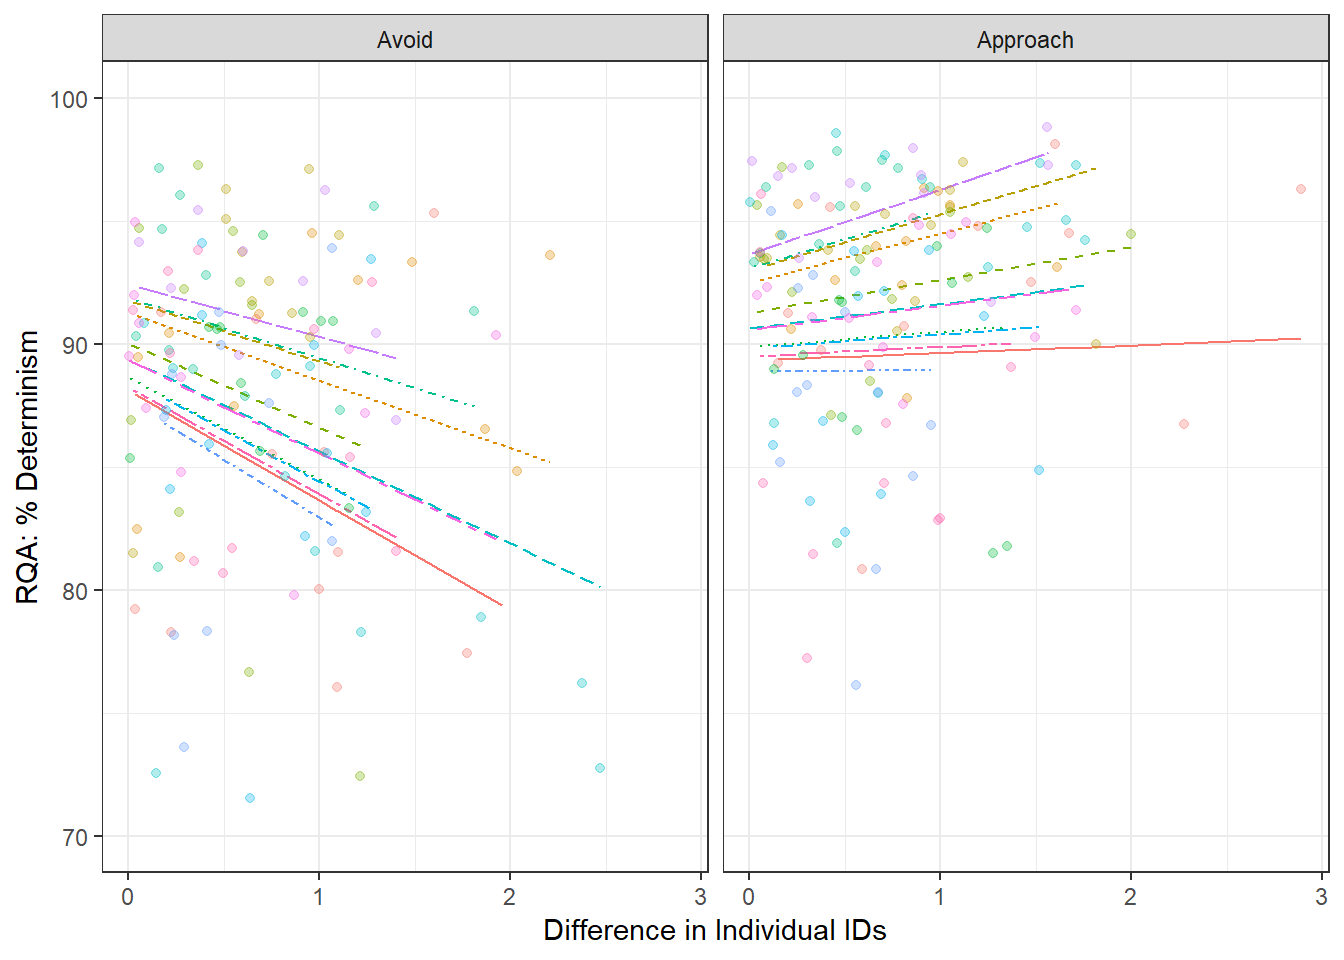 Avoid Approach
RQA: % Determinism
100
90
80
70
0 1 2 3 0 1 2 3
Difference in Individual IDs